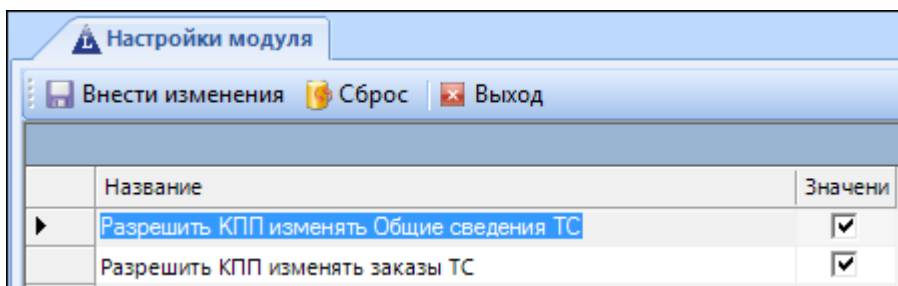 Настройки модуля
Внести изменения Сброс Выход
Название Значени
Разрешить КПП изменять Общие сведения ТС
Разрешить КПП изменять заказы ТС